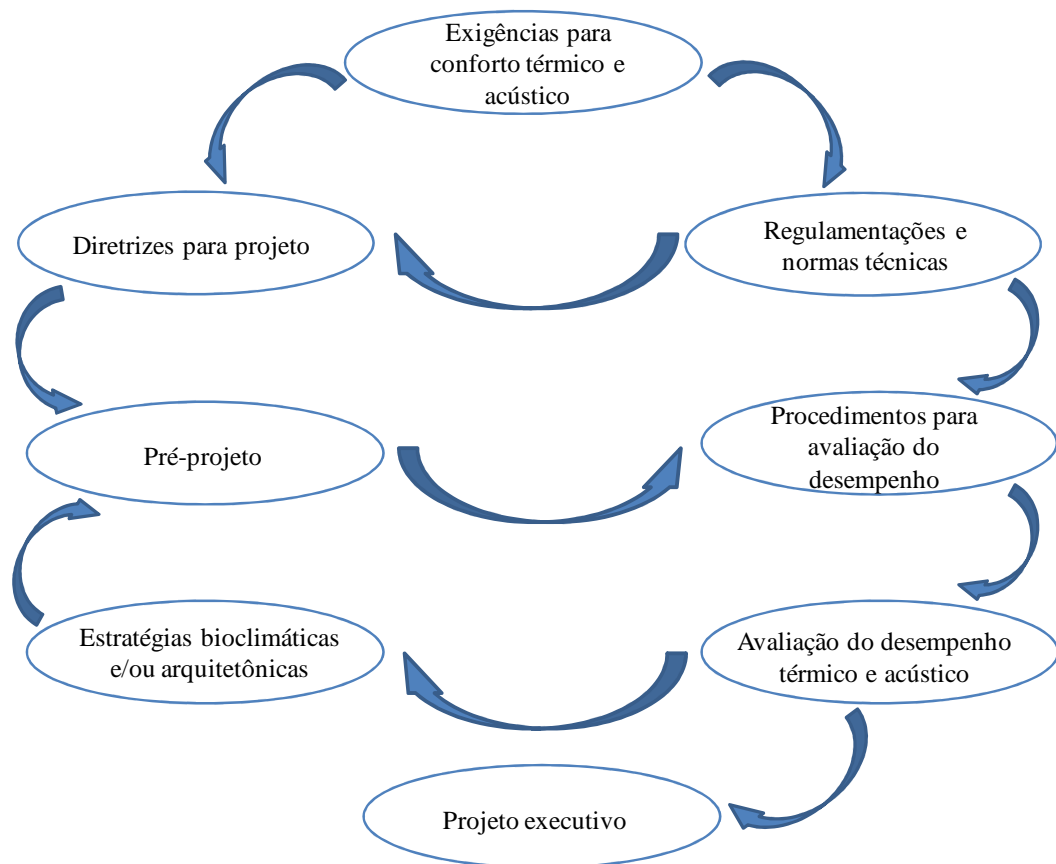 Exigências para
conforto térmico e
acústico
Diretrizes para projeto
Regulamentações e
normas técnicas
Pré-projeto
Procedimentos para
avaliação do
desempenho
Estratégias bioclimáticas
e/ou arquitetônicas
Avaliação do desempenho
térmico e acústico
Projeto executivo